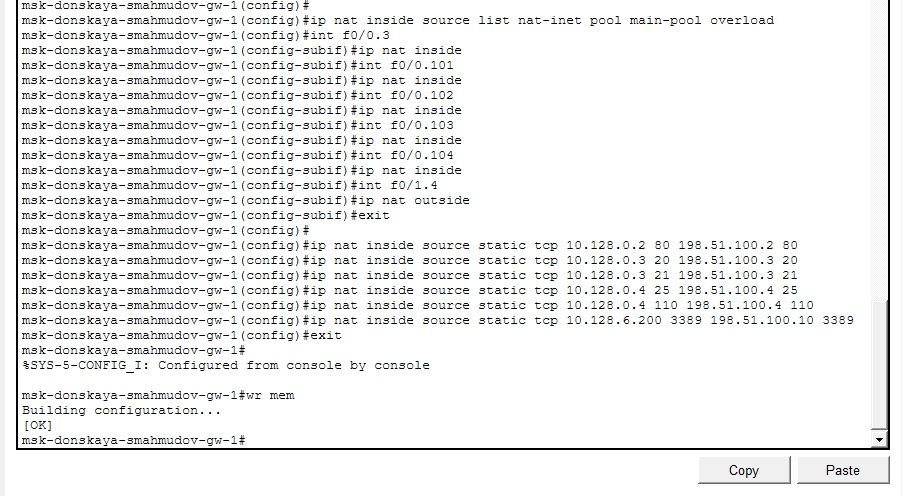 msk-donskaya-smahmudov-gw-1(config)#
msk-donskaya-smahmudov-gw-1(config)#ip nat inside source list nat-inet pool main-pool overload
msk-donskaya-smahmudov-gw-1(config)#int f0/0.3
msk-donskaya-smahmudov-gw-1(config-subif)#ip nat inside
msk-donskaya-smahmudov-gw-1(config-subif)#int f0/0.101
msk-donskaya-smahmudov-gw-1(config-subif)#ip nat inside
msk-donskaya-smahmudov-gw-1(config-subif)#int f0/0.102
msk-donskaya-smahmudov-gw-1(config-subif)#ip nat inside
msk-donskaya-smahmudov-gw-1(config-subif)#int f0/0.103
msk-donskaya-smahmudov-gw-1(config-subif)#ip nat inside
msk-donskaya-smahmudov-gw-1(config-subif)#int f0/0.104
msk-donskaya-smahmudov-gw-1(config-subif)#ip nat inside
msk-donskaya-smahmudov-gw-1(config-subif)#int f0/1.4
msk-donskaya-smahmudov-gw-1(config-subif)#ip nat outside
msk-donskaya-smahmudov-gw-1(config-subif)#exit
msk-donskaya-smahmudov-gw-1(config)#
msk-donskaya-smahmudov-gw-1(config)#ip nat inside source static tcp 10.128.0.2 80 198.51.100.2 80
msk-donskaya-smahmudov-gw-1(config)#ip nat inside source static tcp 10.128.0.3 20 198.51.100.3 20
msk-donskaya-smahmudov-gw-1(config)#ip nat inside source static tcp 10.128.0.3 21 198.51.100.3 21
msk-donskaya-smahmudov-gw-1(config)#ip nat inside source static tcp 10.128.0.4 25 198.51.100.4 25
msk-donskaya-smahmudov-gw-1(config)#ip nat inside source static tcp 10.128.0.4 110 198.51.100.4 110
msk-donskaya-smahmudov-gw-1(config)#ip nat inside source static tcp 10.128.6.200 3389 198.51.100.10 3389
msk-donskaya-smahmudov-gw-1(config)#exit
msk-donskaya-smahmudov-gw-1#
%SYS-5-CONFIG_I: Configured from console by console
msk-donskaya-smahmudov-gw-1#wr mem
Building configuration...
[OK]
msk-donskaya-smahmudov-gw-1#
Copy Paste